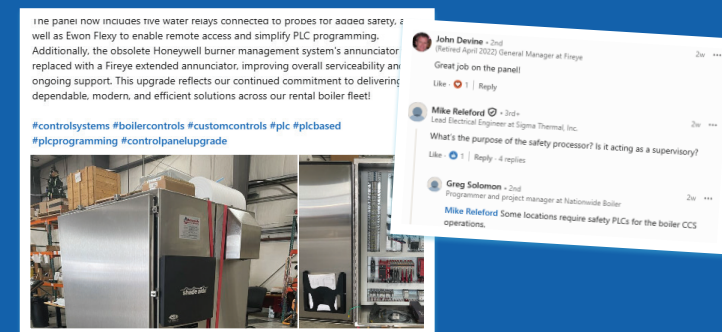 The panel now includes five water relays connected to probes for added safety, a
well as Ewon Flexy to enable remote access and simplify PLC programming.
Additionally, the obsolete Honeywell burner management system's annunciator
replaced with a Fireye extended annunciator, improving overall serviceability and
ongoing support. This upgrade reflects our continued commitment to delivering
dependable, modern, and efficient solutions across our rental boiler fleet!
#controlsystems #boilercontrols #customcontrols #plc #plcbased
#plcprogramming #controlpanelupgrade
John Devine • 2nd
(Retired April 2022) General Manager at Fireye
2w
Great job on the panel!
Like · 1 | Reply
Mike Releford • 3rd+
Lead Electrical Engineer at Sigma Thermal, Inc.
2w
What's the purpose of the safety processor? Is it acting as a supervisory?
Like · 1 | Reply · 4 replies
Greg Solomon • 2nd
Programmer and project manager at Nationwide Boiler
2w
Mike Releford Some locations require safety PLCs for the boiler CCS
operations.